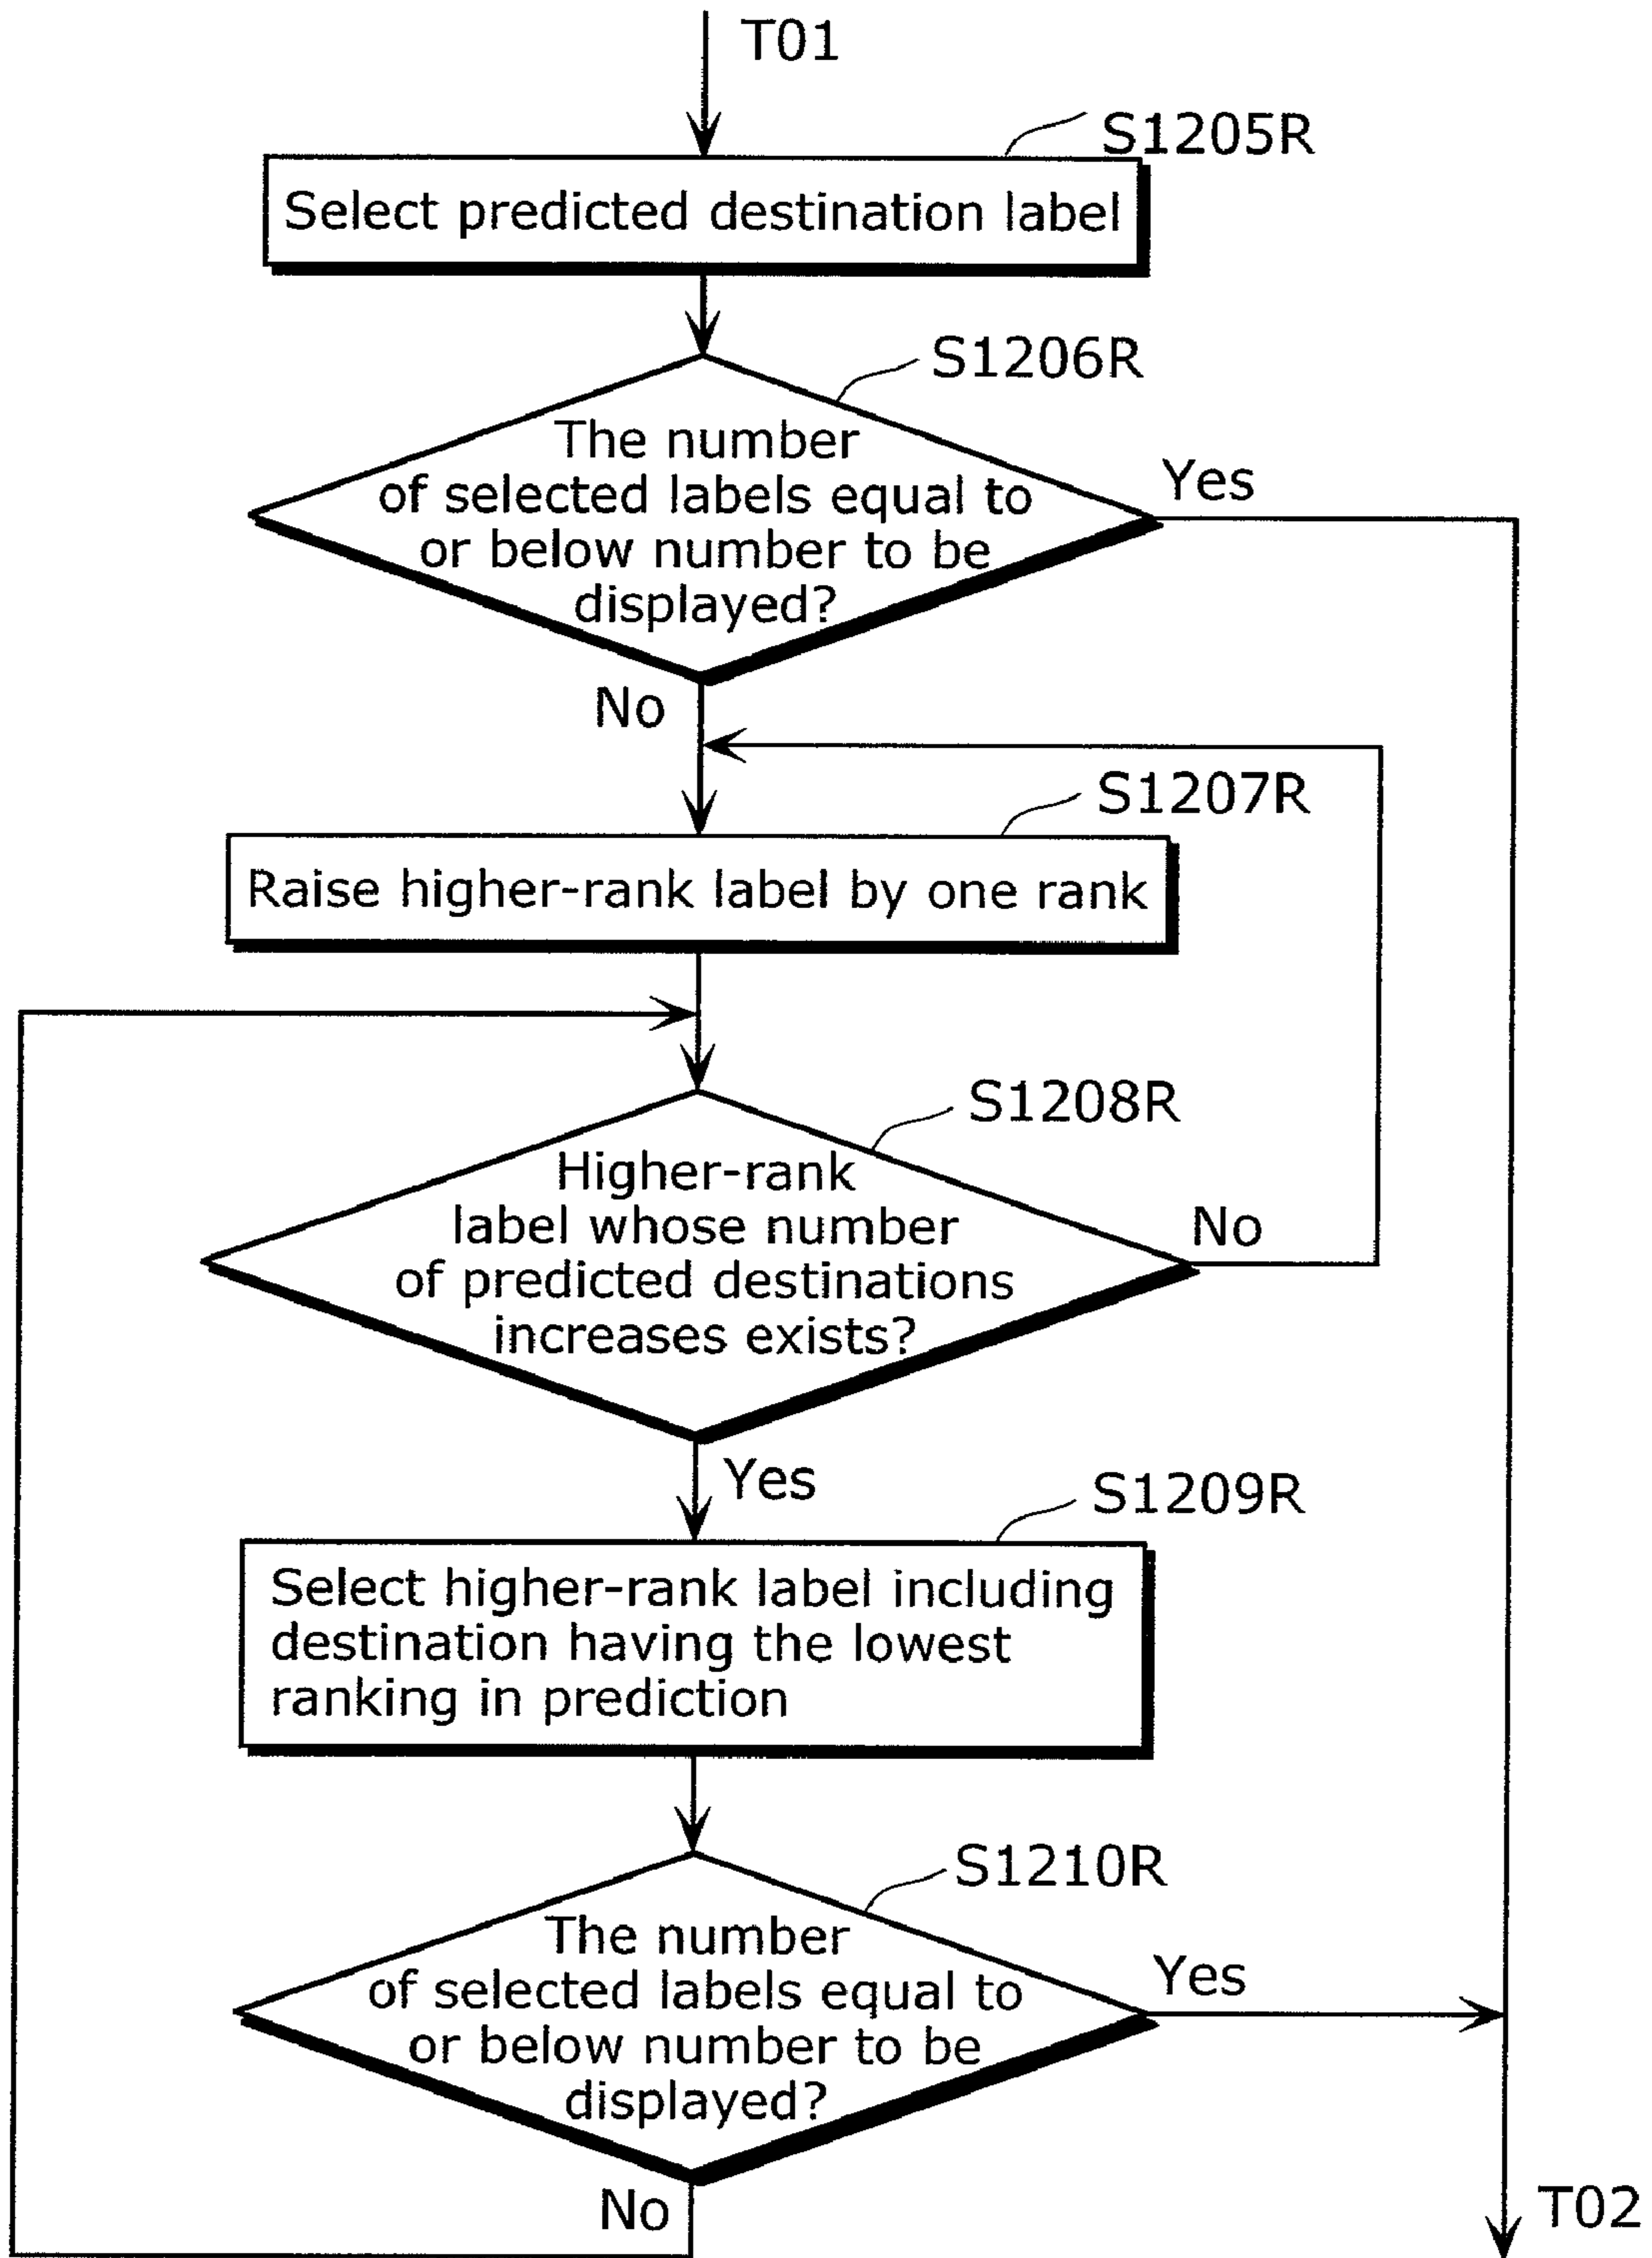 T01
S1205R
Select predicted destination label
S1206R
The number
of selected labels equal to
or below number to be
displayed?
Yes
No
S1207R
Raise higher-rank label by one rank
S1208R
Higher-rank
label whose number
of predicted destinations
increases exists?
No
Yes
S1209R
Select higher-rank label including
destination having the lowest
ranking in prediction
S1210R
The number
of selected labels equal to
or below number to be
displayed?
Yes
No
T02